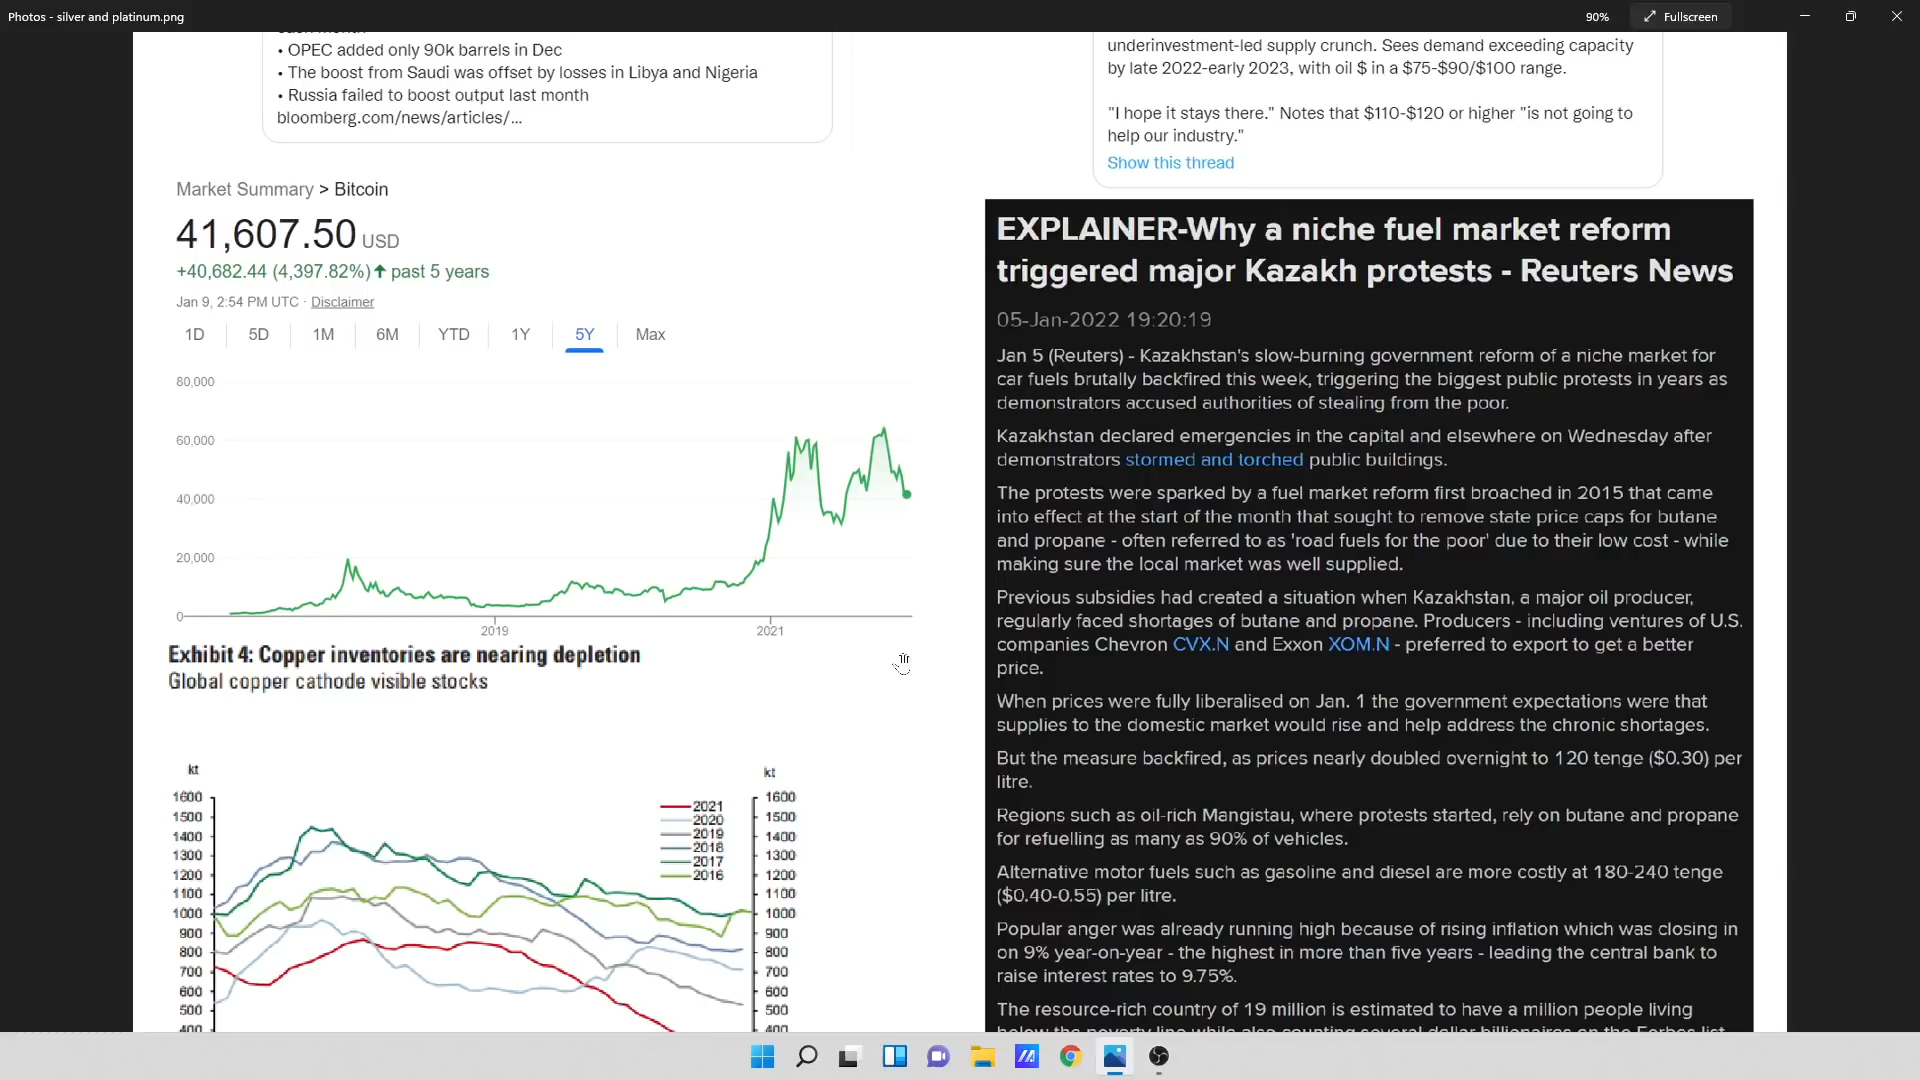 Photos - silver and platinum.png
90%
Fullscreen
• OPEC added only 90k barrels in Dec
• The boost from Saudi was offset by losses in Libya and Nigeria
• Russia failed to boost output last month
bloomberg.com/news/articles/...
underinvestment-led supply crunch. Sees demand exceeding capacity
by late 2022-early 2023, with oil $ in a $75-$90/$100 range.
"I hope it stays there." Notes that $110-$120 or higher "is not going to
help our industry."
Show this thread
Market Summary > Bitcoin
41,607.50 USD
+40,682.44 (4,397.82%) ↑ past 5 years
Jan 9, 2:54 PM UTC · Disclaimer
1D 5D 1M 6M YTD 1Y 5Y Max
80,000
60,000
40,000
20,000
0
2019 2021
Exhibit 4: Copper inventories are nearing depletion
Global copper cathode visible stocks
kt kt
1600 1600
1500 1500
1400 1400
1300 1300
1200 1200
1100 1100
1000 1000
900 900
800 800
700 700
600 600
500 500
400 400
2021
2020
2019
2018
2017
2016
EXPLAINER-Why a niche fuel market reform
triggered major Kazakh protests - Reuters News
05-Jan-2022 19:20:19
Jan 5 (Reuters) - Kazakhstan's slow-burning government reform of a niche market for
car fuels brutally backfired this week, triggering the biggest public protests in years as
demonstrators accused authorities of stealing from the poor.
Kazakhstan declared emergencies in the capital and elsewhere on Wednesday after
demonstrators stormed and torched public buildings.
The protests were sparked by a fuel market reform first broached in 2015 that came
into effect at the start of the month that sought to remove state price caps for butane
and propane - often referred to as 'road fuels for the poor' due to their low cost - while
making sure the local market was well supplied.
Previous subsidies had created a situation when Kazakhstan, a major oil producer,
regularly faced shortages of butane and propane. Producers - including ventures of U.S.
companies Chevron CVX.N and Exxon XOM.N - preferred to export to get a better
price.
When prices were fully liberalised on Jan. 1 the government expectations were that
supplies to the domestic market would rise and help address the chronic shortages.
But the measure backfired, as prices nearly doubled overnight to 120 tenge ($0.30) per
litre.
Regions such as oil-rich Mangistau, where protests started, rely on butane and propane
for refuelling as many as 90% of vehicles.
Alternative motor fuels such as gasoline and diesel are more costly at 180-240 tenge
($0.40-0.55) per litre.
Popular anger was already running high because of rising inflation which was closing in
on 9% year-on-year - the highest in more than five years - leading the central bank to
raise interest rates to 9.75%.
The resource-rich country of 19 million is estimated to have a million people living
below the poverty line while also counting several dollar billionaires on the Forbes list